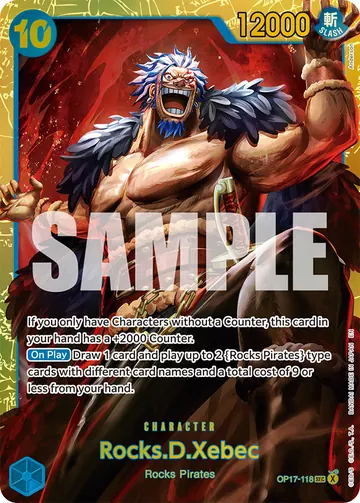 10
12000
斬
SLASH
SAMPLE
If you only have Characters without a Counter, this card in
your hand has a +2000 Counter.
On Play Draw 1 card and play up to 2 {Rocks Pirates} type
cards with different card names and a total cost of 9 or
less from your hand.
CHARACTER
Rocks.D.Xebec
Rocks Pirates
OP17-118 SEC X